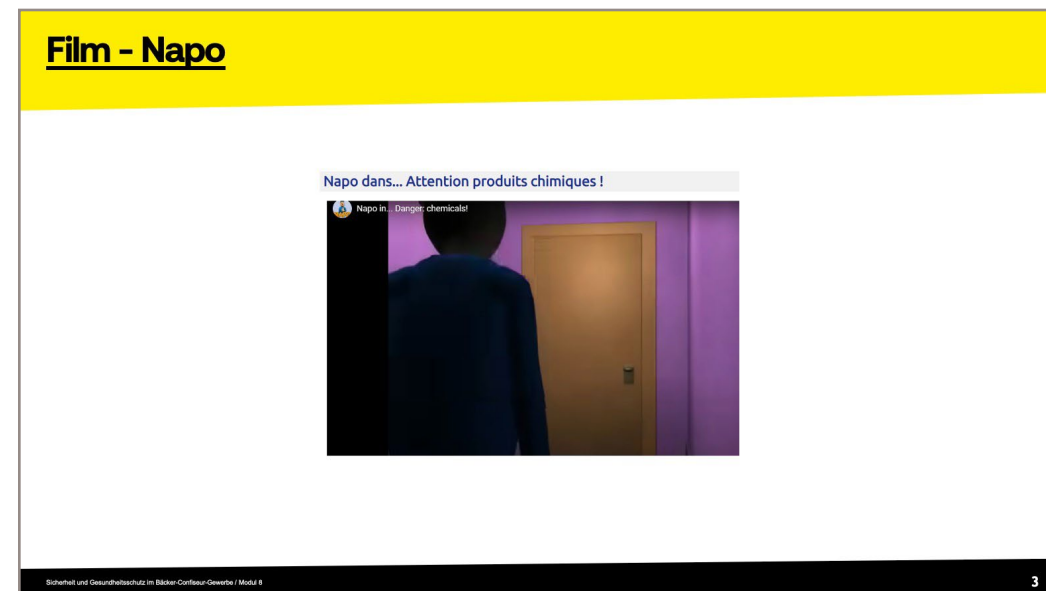 Film - Napo
Napo dans... Attention produits chimiques !
Napo in... Danger: chemicals!
Sicherheit und Gesundheitsschutz im Bäcker-Confiseur-Gewerbe / Modul 8
3